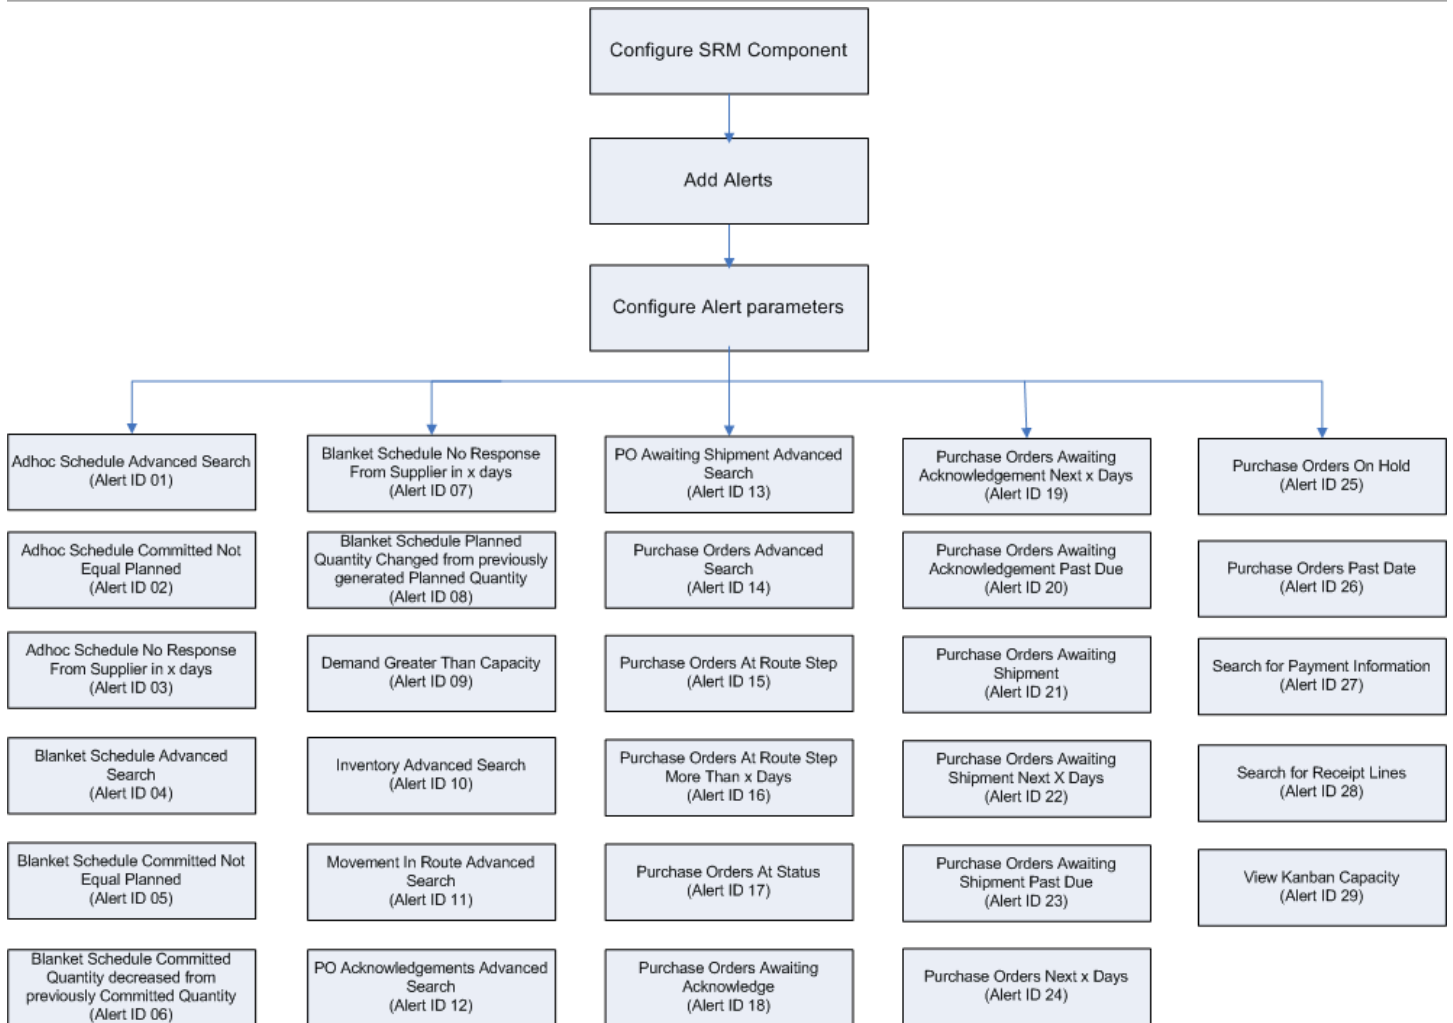 Configure SRM Component
Add Alerts
Configure Alert parameters
Adhoc Schedule Advanced Search
(Alert ID 01)
Adhoc Schedule Committed Not
Equal Planned
(Alert ID 02)
Adhoc Schedule No Response
From Supplier in x days
(Alert ID 03)
Blanket Schedule Advanced
Search
(Alert ID 04)
Blanket Schedule Committed Not
Equal Planned
(Alert ID 05)
Blanket Schedule Committed
Quantity decreased from
previously Committed Quantity
(Alert ID 06)
Blanket Schedule No Response
From Supplier in x days
(Alert ID 07)
Blanket Schedule Planned
Quantity Changed from previously
generated Planned Quantity
(Alert ID 08)
Demand Greater Than Capacity
(Alert ID 09)
Inventory Advanced Search
(Alert ID 10)
Movement In Route Advanced
Search
(Alert ID 11)
PO Acknowledgements Advanced
Search
(Alert ID 12)
PO Awaiting Shipment Advanced
Search
(Alert ID 13)
Purchase Orders Advanced
Search
(Alert ID 14)
Purchase Orders At Route Step
(Alert ID 15)
Purchase Orders At Route Step
More Than x Days
(Alert ID 16)
Purchase Orders At Status
(Alert ID 17)
Purchase Orders Awaiting
Acknowledge
(Alert ID 18)
Purchase Orders Awaiting
Acknowledgement Next x Days
(Alert ID 19)
Purchase Orders Awaiting
Acknowledgement Past Due
(Alert ID 20)
Purchase Orders Awaiting
Shipment
(Alert ID 21)
Purchase Orders Awaiting
Shipment Next X Days
(Alert ID 22)
Purchase Orders Awaiting
Shipment Past Due
(Alert ID 23)
Purchase Orders Next x Days
(Alert ID 24)
Purchase Orders On Hold
(Alert ID 25)
Purchase Orders Past Date
(Alert ID 26)
Search for Payment Information
(Alert ID 27)
Search for Receipt Lines
(Alert ID 28)
View Kanban Capacity
(Alert ID 29)